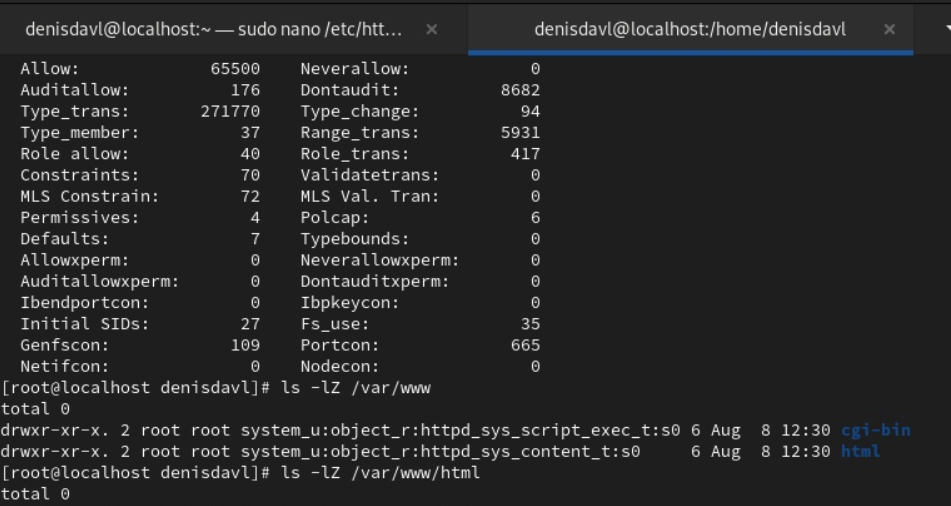 denisdavl@localhost:~ — sudo nano /etc/htt... × denisdavl@localhost:/home/denisdavl ×
Allow: 65500 Neverallow: 0
Auditallow: 176 Dontaudit: 8682
Type_trans: 271770 Type_change: 94
Type_member: 37 Range_trans: 5931
Role allow: 40 Role_trans: 417
Constraints: 70 Validatetrans: 0
MLS Constrain: 72 MLS Val. Tran: 0
Permissives: 4 Polcap: 6
Defaults: 7 Typebounds: 0
Allowxperm: 0 Neverallowxperm: 0
Auditallowxperm: 0 Dontauditxperm: 0
Ibendportcon: 0 Ibpkeycon: 0
Initial SIDs: 27 Fs_use: 35
Genfscon: 109 Portcon: 665
Netifcon: 0 Nodecon: 0
[root@localhost denisdavl]# ls -lZ /var/www
total 0
drwxr-xr-x. 2 root root system_u:object_r:httpd_sys_script_exec_t:s0 6 Aug  8 12:30 cgi-bin
drwxr-xr-x. 2 root root system_u:object_r:httpd_sys_content_t:s0     6 Aug  8 12:30 html
[root@localhost denisdavl]# ls -lZ /var/www/html
total 0